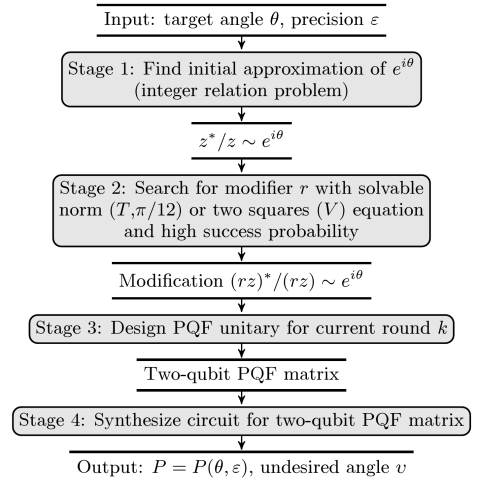 Input: target angle θ, precision ε
Stage 1: Find initial approximation of e^{iθ}
(integer relation problem)
z*/z ∼ e^{iθ}
Stage 2: Search for modifier r with solvable
norm (T,π/12) or two squares (V) equation
and high success probability
Modification (rz)*/(rz) ∼ e^{iθ}
Stage 3: Design PQF unitary for current round k
Two-qubit PQF matrix
Stage 4: Synthesize circuit for two-qubit PQF matrix
Output: P = P(θ, ε), undesired angle υ